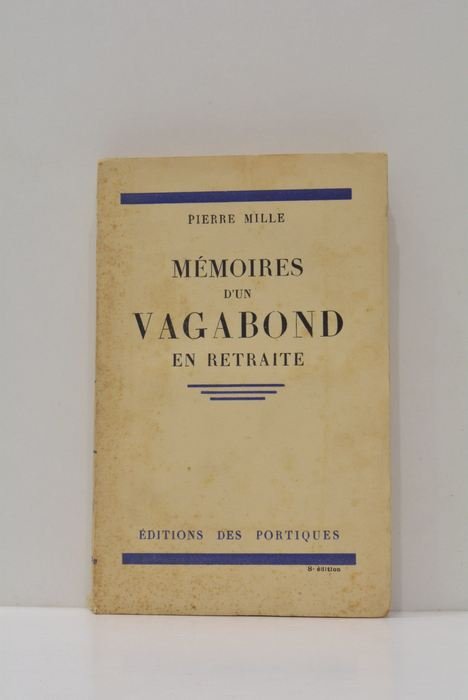 PIERRE MILLE
MÉMOIRES
D'UN
VAGABOND
EN RETRAITE
ÉDITIONS DES PORTIQUES
8e édition